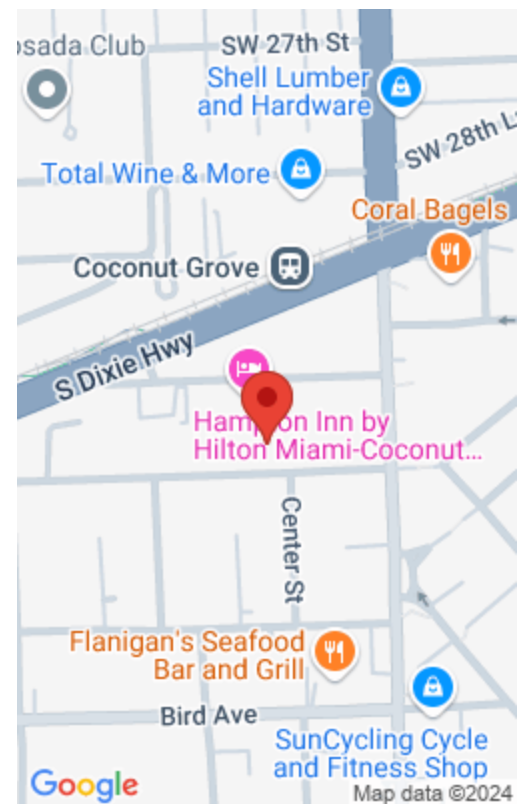 osada Club
SW 27th St
Shell Lumber
and Hardware
SW 28th L
Total Wine & More
Coral Bagels
Coconut Grove
S Dixie Hwy
Hampton Inn by
Hilton Miami-Coconut...
Center St
Flanigan's Seafood
Bar and Grill
Bird Ave
SunCycling Cycle
and Fitness Shop
Google
Map data ©2024